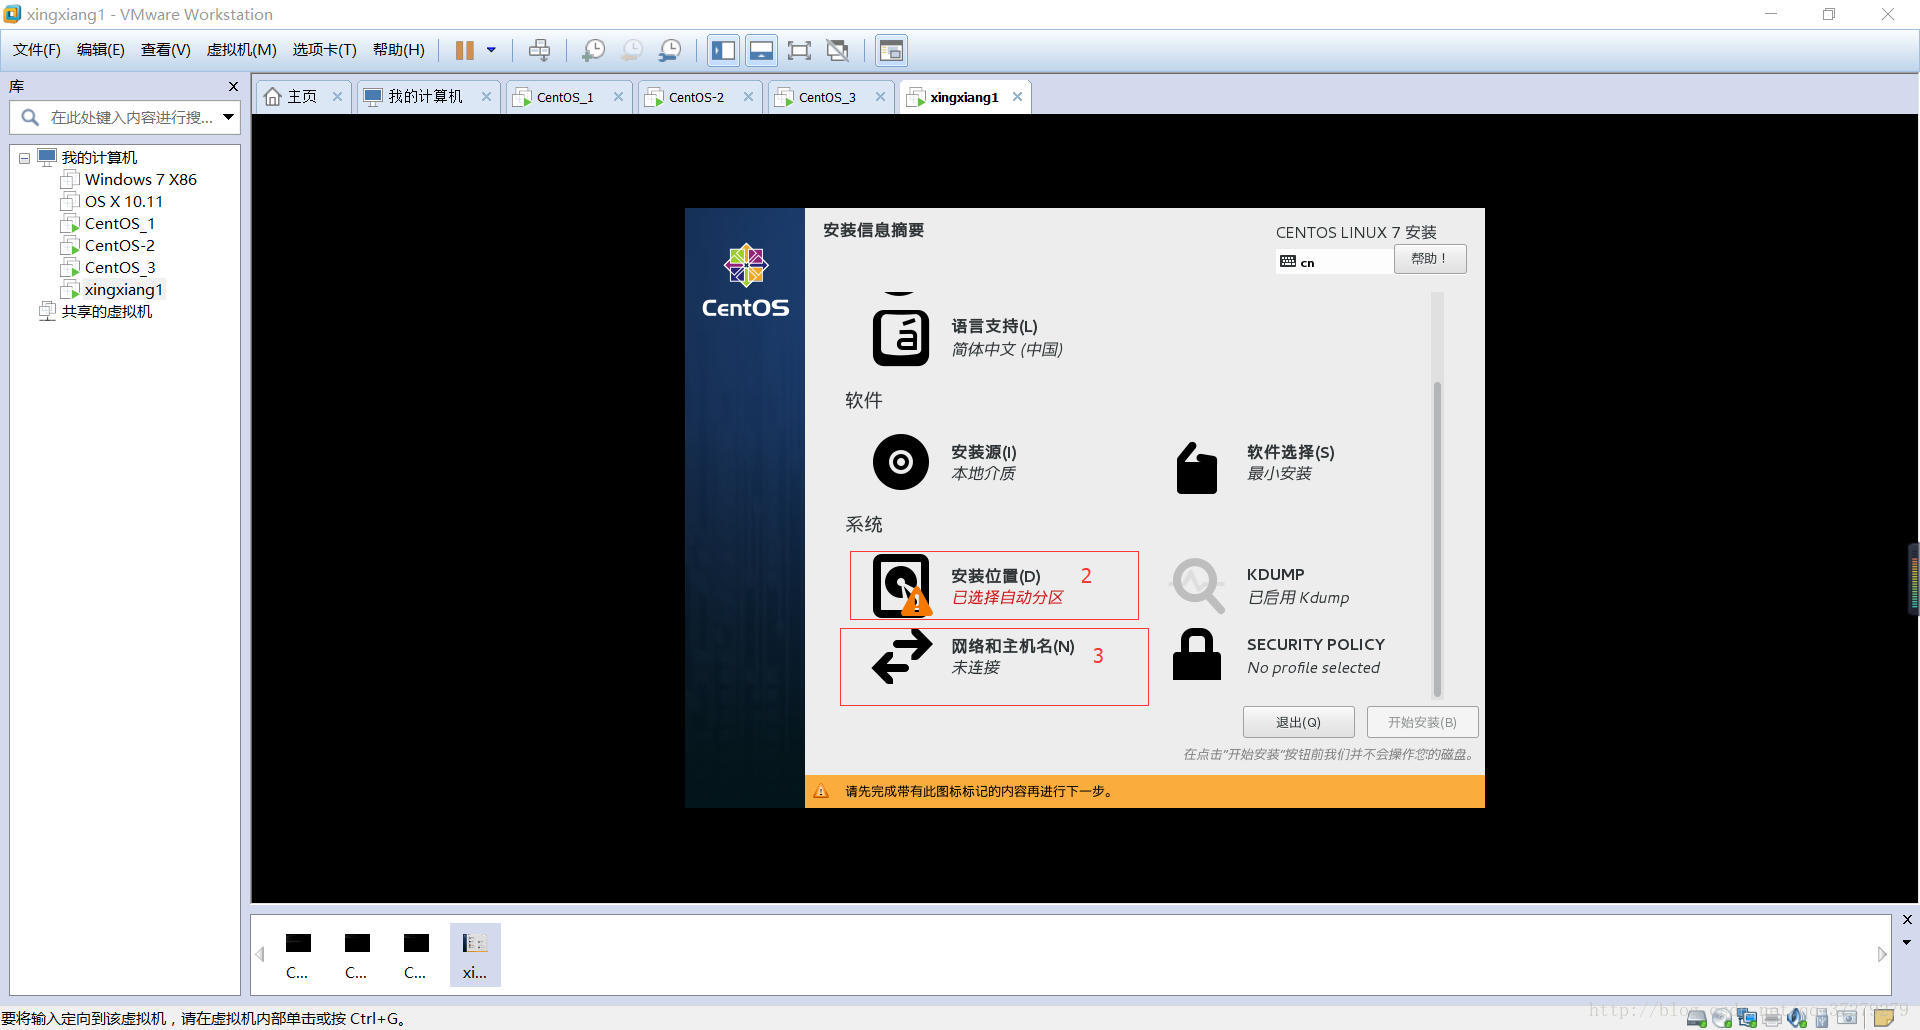 xingxiang1 - VMware Workstation
文件(F) 编辑(E) 查看(V) 虚拟机(M) 选项卡(T) 帮助(H)
库
在此处键入内容进行搜...
我的计算机
Windows 7 X86
OS X 10.11
CentOS_1
CentOS-2
CentOS_3
xingxiang1
共享的虚拟机
主页 我的计算机 CentOS_1 CentOS-2 CentOS_3 xingxiang1
CentOS
安装信息摘要
CENTOS LINUX 7 安装
cn
帮助！
语言支持(L)
简体中文 (中国)
软件
安装源(I)
本地介质
软件选择(S)
最小安装
系统
安装位置(D) 2
已选择自动分区
KDUMP
已启用 Kdump
网络和主机名(N) 3
未连接
SECURITY POLICY
No profile selected
退出(Q) 开始安装(B)
在点击"开始安装"按钮前我们并不会操作您的磁盘。
请先完成带有此图标标记的内容再进行下一步。
C... C... C... xi...
要将输入定向到该虚拟机，请在虚拟机内部单击或按 Ctrl+G。